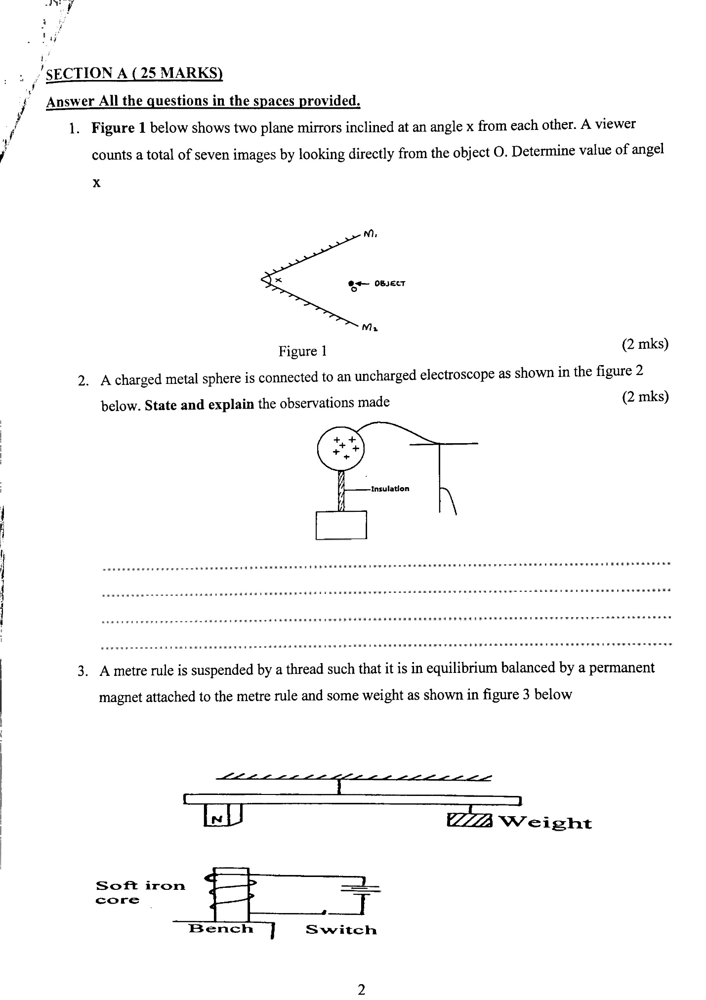 SECTION A ( 25 MARKS)
Answer All the questions in the spaces provided.
1. Figure 1 below shows two plane mirrors inclined at an angle x from each other. A viewer
counts a total of seven images by looking directly from the object O. Determine value of angel
x
M₁
x
OBJECT
O
M₂
Figure 1
(2 mks)
2. A charged metal sphere is connected to an uncharged electroscope as shown in the figure 2
below. State and explain the observations made
(2 mks)
Insulation
3. A metre rule is suspended by a thread such that it is in equilibrium balanced by a permanent
magnet attached to the metre rule and some weight as shown in figure 3 below
N
Weight
Soft iron
core
Bench
Switch
2